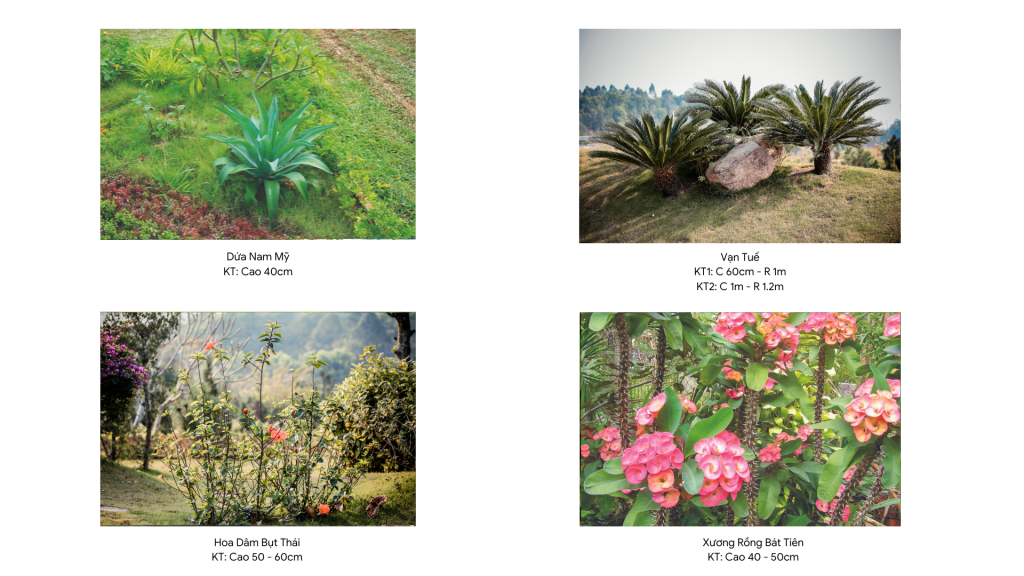 Dứa Nam Mỹ
KT: Cao 40cm
Vạn Tuế
KT1: C 60cm - R 1m
KT2: C 1m - R 1.2m
Hoa Dâm Bụt Thái
KT: Cao 50 - 60cm
Xương Rồng Bát Tiên
KT: Cao 40 - 50cm